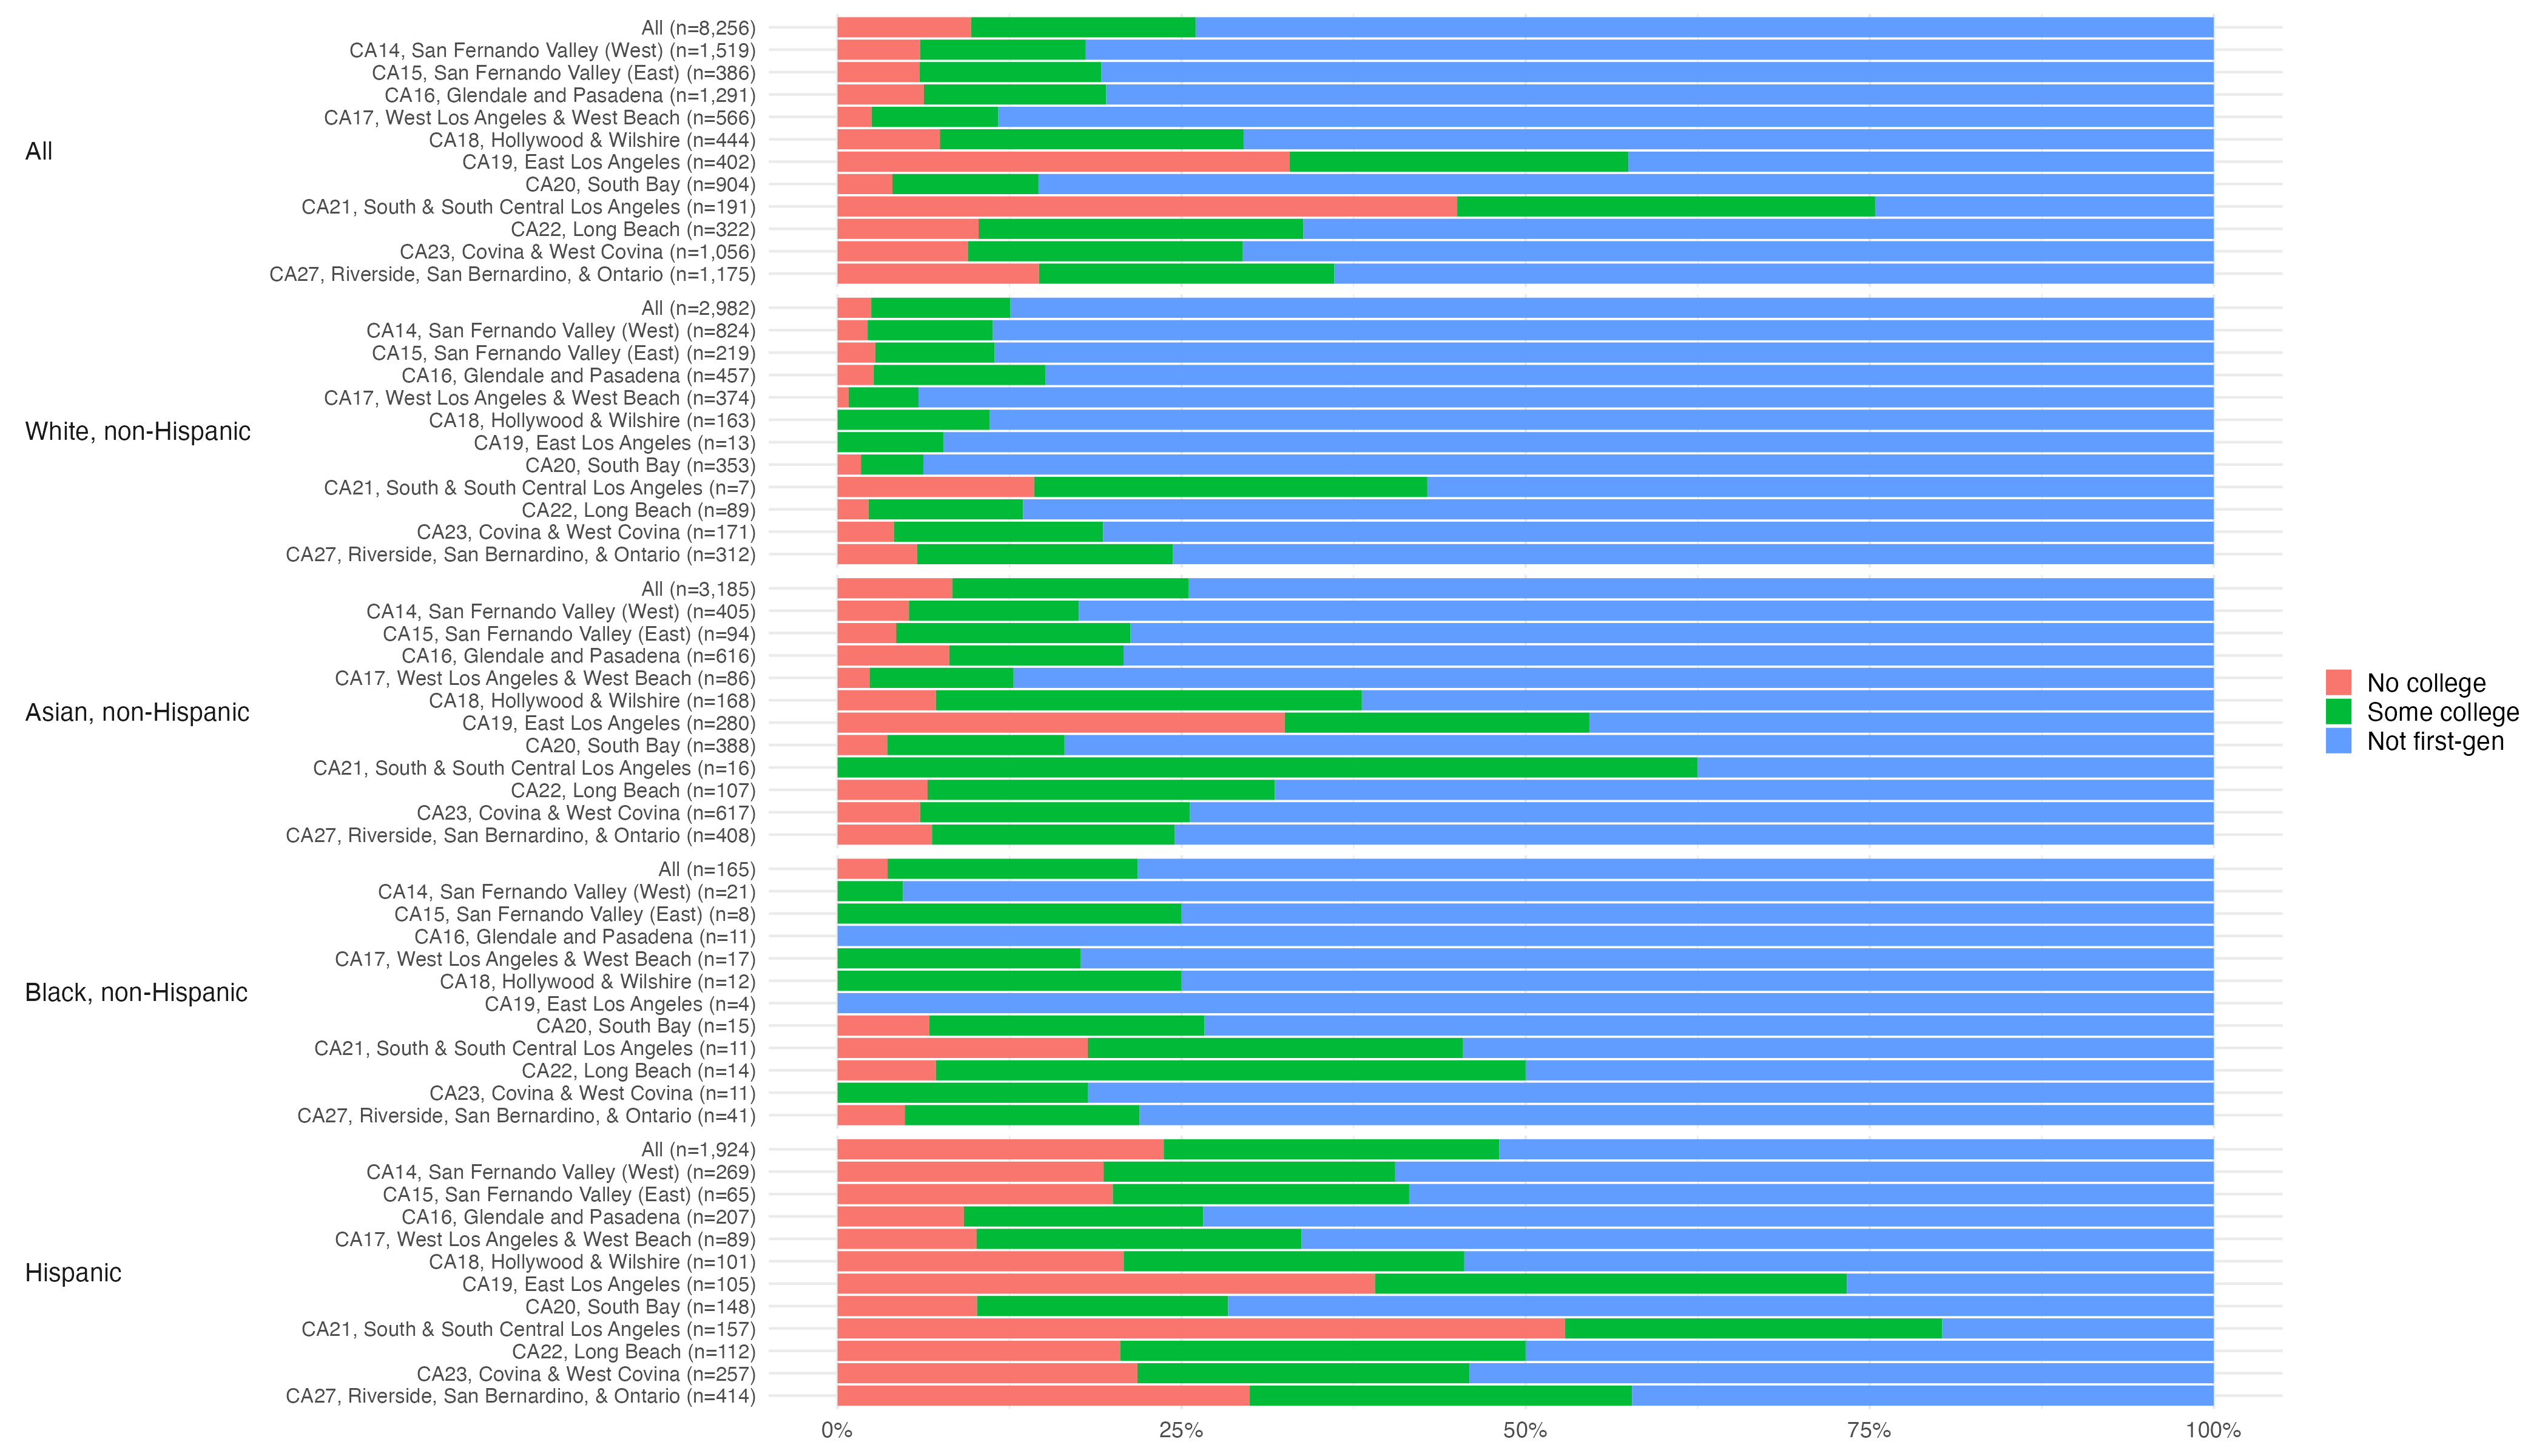 All
All (n=8,256)
CA14, San Fernando Valley (West) (n=1,519)
CA15, San Fernando Valley (East) (n=386)
CA16, Glendale and Pasadena (n=1,291)
CA17, West Los Angeles & West Beach (n=566)
CA18, Hollywood & Wilshire (n=444)
CA19, East Los Angeles (n=402)
CA20, South Bay (n=904)
CA21, South & South Central Los Angeles (n=191)
CA22, Long Beach (n=322)
CA23, Covina & West Covina (n=1,056)
CA27, Riverside, San Bernardino, & Ontario (n=1,175)
White, non-Hispanic
All (n=2,982)
CA14, San Fernando Valley (West) (n=824)
CA15, San Fernando Valley (East) (n=219)
CA16, Glendale and Pasadena (n=457)
CA17, West Los Angeles & West Beach (n=374)
CA18, Hollywood & Wilshire (n=163)
CA19, East Los Angeles (n=13)
CA20, South Bay (n=353)
CA21, South & South Central Los Angeles (n=7)
CA22, Long Beach (n=89)
CA23, Covina & West Covina (n=171)
CA27, Riverside, San Bernardino, & Ontario (n=312)
Asian, non-Hispanic
All (n=3,185)
CA14, San Fernando Valley (West) (n=405)
CA15, San Fernando Valley (East) (n=94)
CA16, Glendale and Pasadena (n=616)
CA17, West Los Angeles & West Beach (n=86)
CA18, Hollywood & Wilshire (n=168)
CA19, East Los Angeles (n=280)
CA20, South Bay (n=388)
CA21, South & South Central Los Angeles (n=16)
CA22, Long Beach (n=107)
CA23, Covina & West Covina (n=617)
CA27, Riverside, San Bernardino, & Ontario (n=408)
Black, non-Hispanic
All (n=165)
CA14, San Fernando Valley (West) (n=21)
CA15, San Fernando Valley (East) (n=8)
CA16, Glendale and Pasadena (n=11)
CA17, West Los Angeles & West Beach (n=17)
CA18, Hollywood & Wilshire (n=12)
CA19, East Los Angeles (n=4)
CA20, South Bay (n=15)
CA21, South & South Central Los Angeles (n=11)
CA22, Long Beach (n=14)
CA23, Covina & West Covina (n=11)
CA27, Riverside, San Bernardino, & Ontario (n=41)
Hispanic
All (n=1,924)
CA14, San Fernando Valley (West) (n=269)
CA15, San Fernando Valley (East) (n=65)
CA16, Glendale and Pasadena (n=207)
CA17, West Los Angeles & West Beach (n=89)
CA18, Hollywood & Wilshire (n=101)
CA19, East Los Angeles (n=105)
CA20, South Bay (n=148)
CA21, South & South Central Los Angeles (n=157)
CA22, Long Beach (n=112)
CA23, Covina & West Covina (n=257)
CA27, Riverside, San Bernardino, & Ontario (n=414)
0% 25% 50% 75% 100%
No college
Some college
Not first-gen